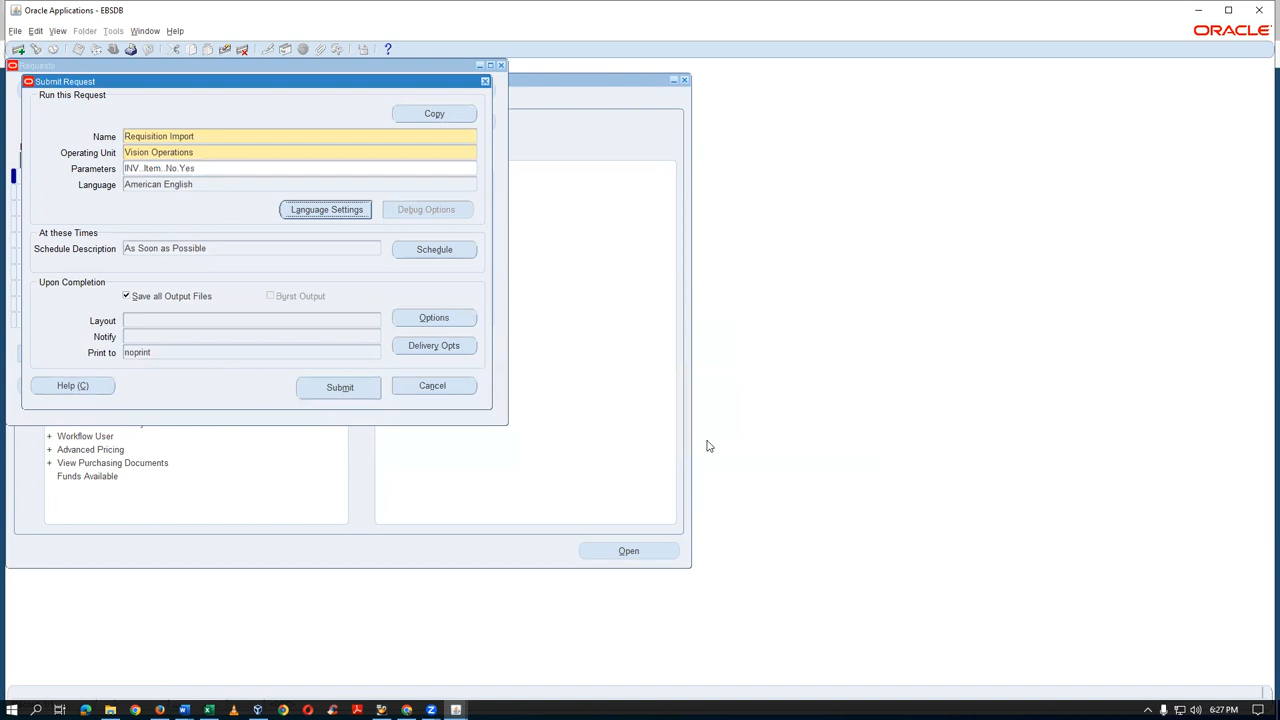 Oracle Applications - EBSDB
File Edit View Folder Tools Window Help
ORACLE
Requests
Submit Request
Run this Request
Copy
Name Requisition Import
Operating Unit Vision Operations
Parameters INV..Item..No.Yes
Language American English
Language Settings Debug Options
At these Times
Schedule Description As Soon as Possible Schedule
Upon Completion
Save all Output Files Burst Output
Layout Options
Notify
Print to noprint Delivery Opts
Help (C) Submit Cancel
+ Workflow User
+ Advanced Pricing
+ View Purchasing Documents
Funds Available
Open
6:27 PM